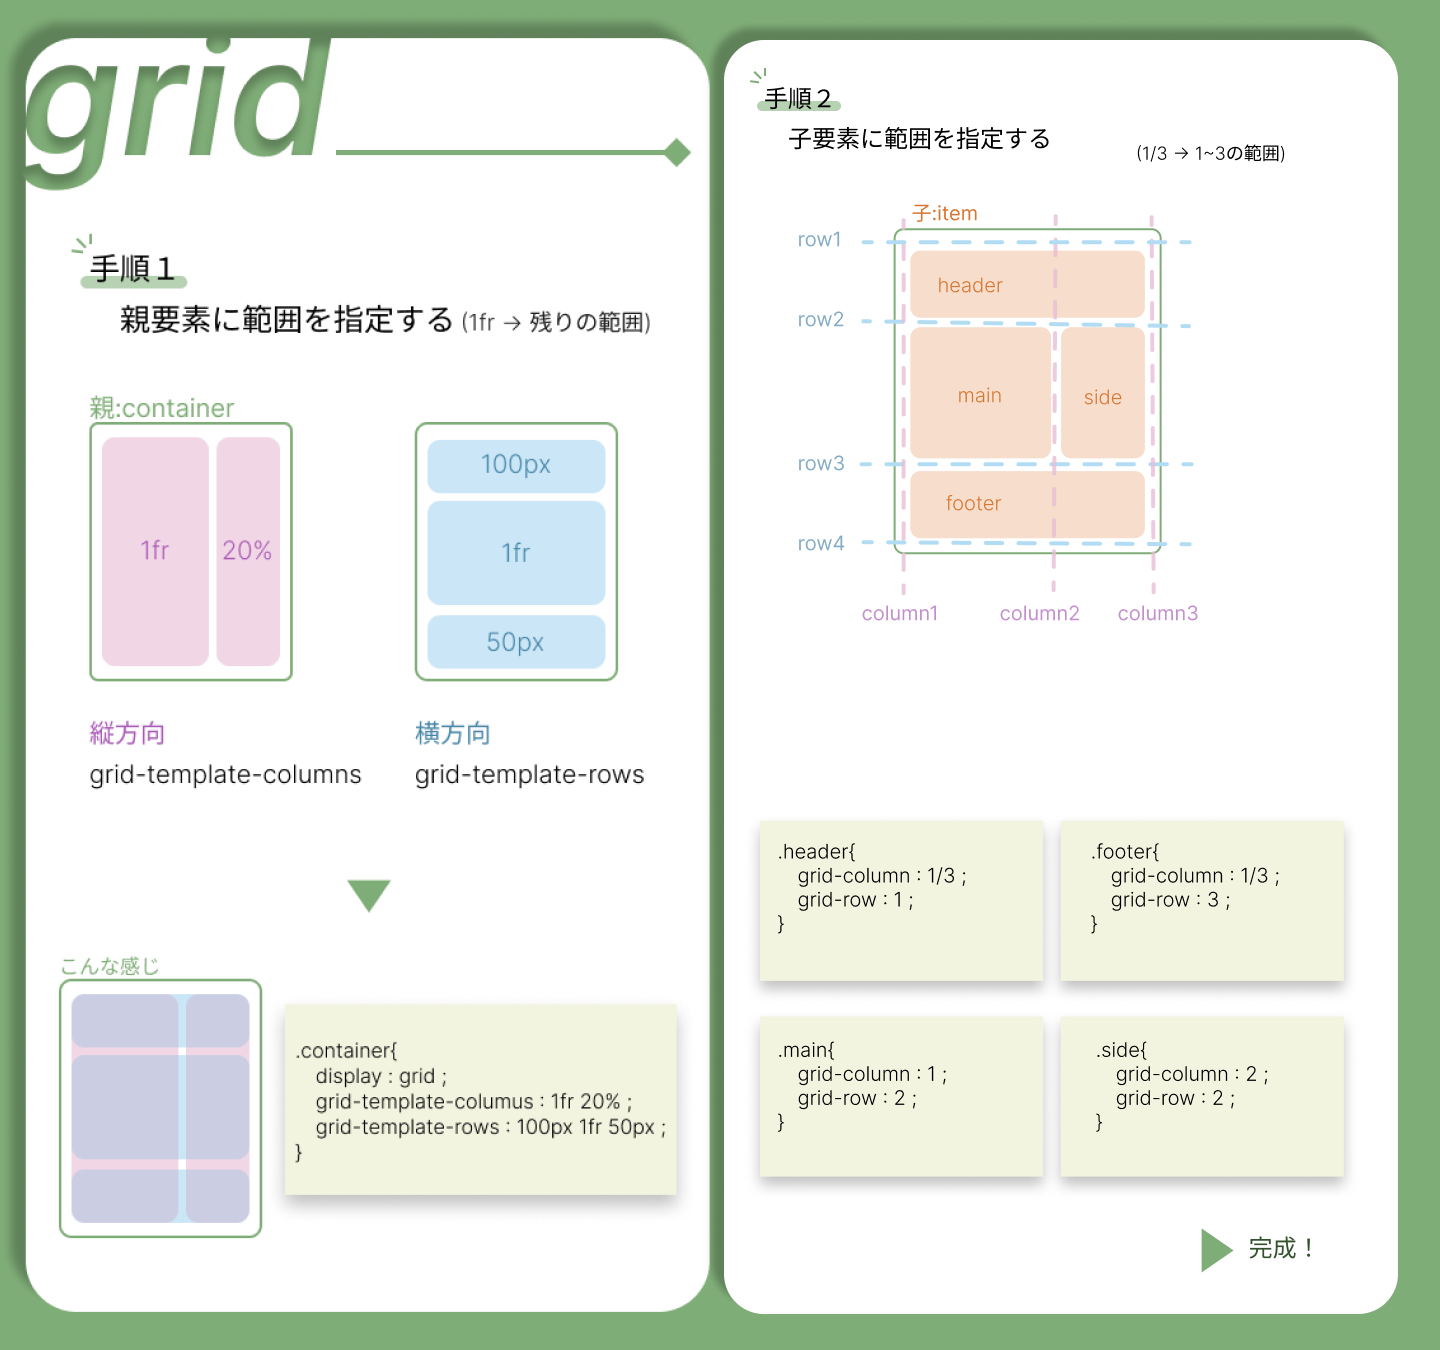 grid
手順１
親要素に範囲を指定する (1fr → 残りの範囲)
親:container
1fr
20%
100px
1fr
50px
縦方向
grid-template-columns
横方向
grid-template-rows
こんな感じ
.container{
display : grid ;
grid-template-columus : 1fr 20% ;
grid-template-rows : 100px 1fr 50px ;
}
手順２
子要素に範囲を指定する
(1/3 → 1~3の範囲)
子:item
row1
header
row2
main
side
row3
footer
row4
column1
column2
column3
.header{
grid-column : 1/3 ;
grid-row : 1 ;
}
.footer{
grid-column : 1/3 ;
grid-row : 3 ;
}
.main{
grid-column : 1 ;
grid-row : 2 ;
}
.side{
grid-column : 2 ;
grid-row : 2 ;
}
完成！